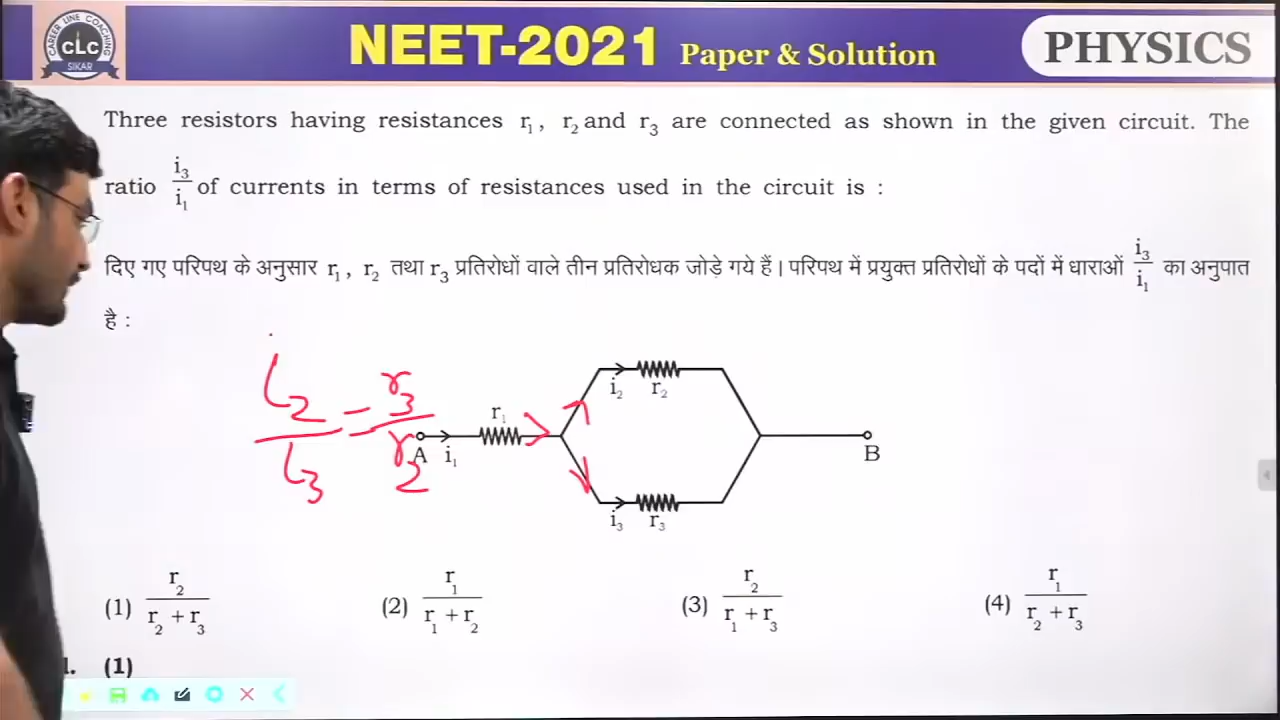 CAREER LINE COACHING
CLC
SIKAR
NEET-2021 Paper & Solution
PHYSICS
Three resistors having resistances r₁, r₂ and r₃ are connected as shown in the given circuit. The
ratio i₃/i₁ of currents in terms of resistances used in the circuit is :
दिए गए परिपथ के अनुसार r₁, r₂ तथा r₃ प्रतिरोधों वाले तीन प्रतिरोधक जोड़े गये हैं। परिपथ में प्रयुक्त प्रतिरोधों के पदों में धाराओं i₃/i₁ का अनुपात
है :
i₂/i₃ = r₃/r₂
i₂ r₂
r₁
A i₁
B
i₃ r₃
(1) r₂/(r₂ + r₃) (2) r₁/(r₁ + r₂) (3) r₂/(r₁ + r₃) (4) r₁/(r₂ + r₃)
(1)